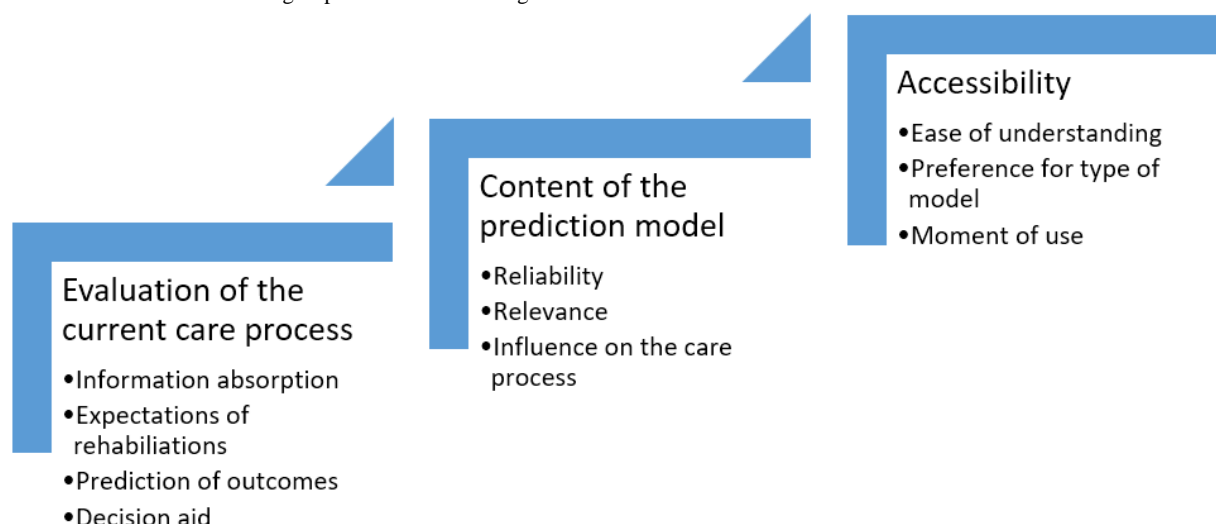 Accessibility
•Ease of understanding
•Preference for type of
model
•Moment of use
Content of the
prediction model
•Reliability
•Relevance
•Influence on the care
process
Evaluation of the
current care process
•Information absorption
•Expectations of
rehabiliations
•Prediction of outcomes
•Decision aid